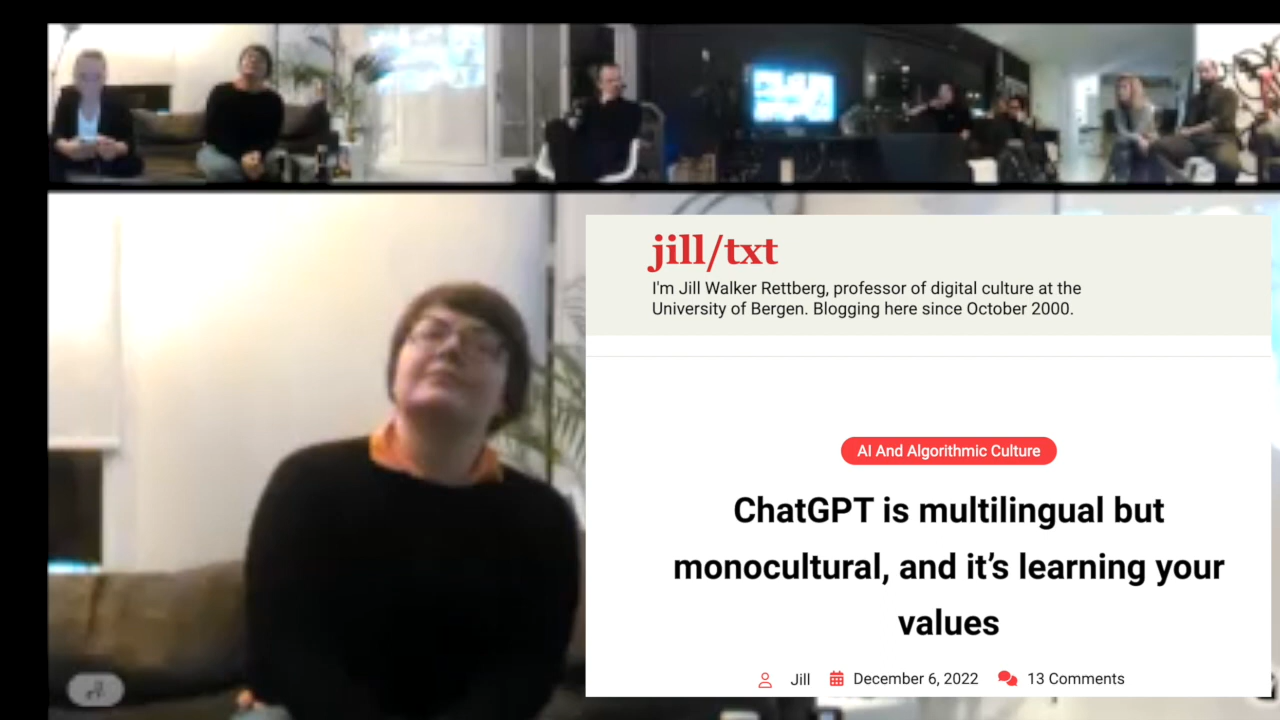 jill/txt
I'm Jill Walker Rettberg, professor of digital culture at the
University of Bergen. Blogging here since October 2000.
AI And Algorithmic Culture
ChatGPT is multilingual but
monocultural, and it’s learning your
values
Jill December 6, 2022 13 Comments